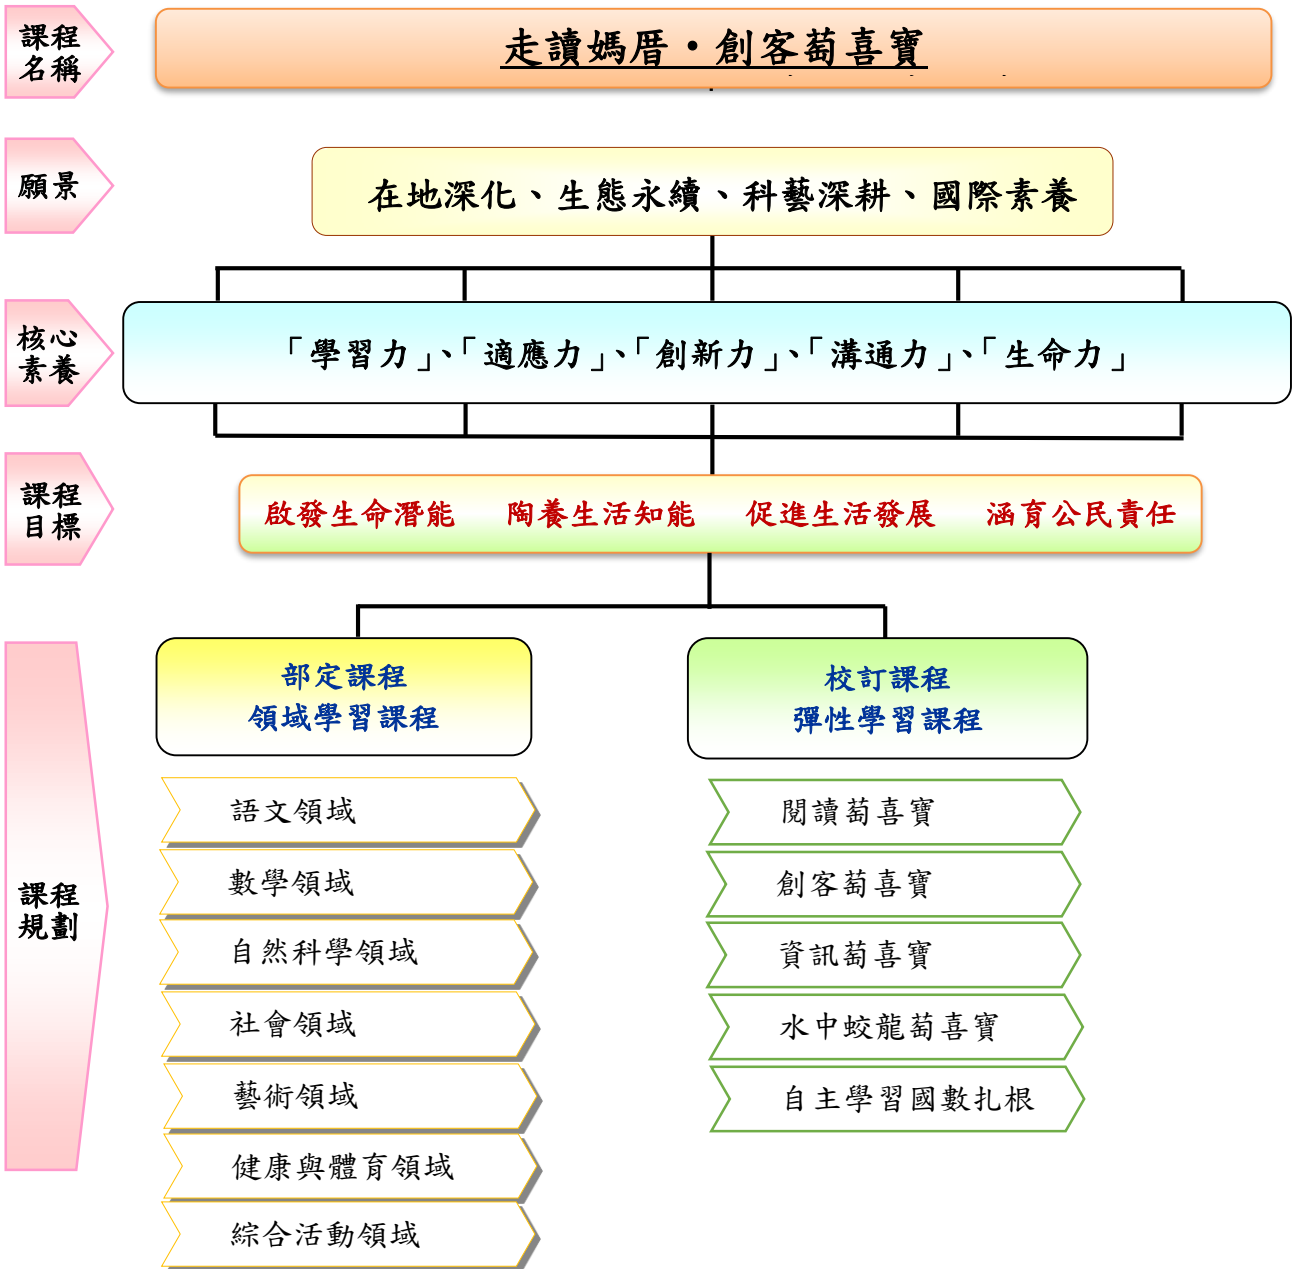 課程
名稱
走讀媽厝・創客萄喜寶
願景
在地深化、生態永續、科藝深耕、國際素養
核心
素養
「學習力」、「適應力」、「創新力」、「溝通力」、「生命力」
課程
目標
啟發生命潛能 陶養生活知能 促進生活發展 涵育公民責任
課程
規劃
部定課程
領域學習課程
語文領域
數學領域
自然科學領域
社會領域
藝術領域
健康與體育領域
綜合活動領域
校訂課程
彈性學習課程
閱讀萄喜寶
創客萄喜寶
資訊萄喜寶
水中蛟龍萄喜寶
自主學習國數扎根